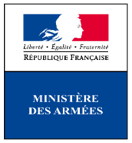 Liberté • Égalité • Fraternité
RÉPUBLIQUE FRANÇAISE
MINISTÈRE
DES ARMÉES